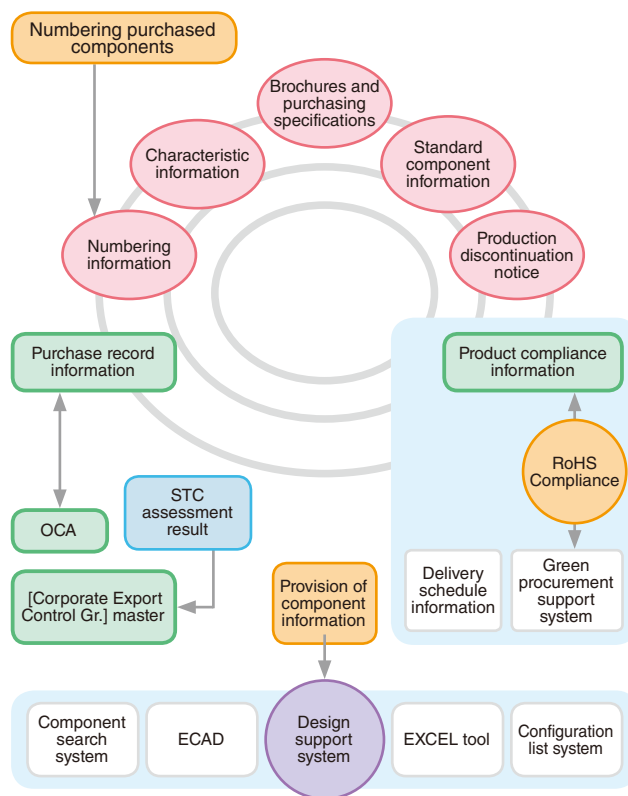 Numbering purchased
components
Brochures and
purchasing
specifications
Characteristic
information
Standard
component
information
Numbering
information
Production
discontinuation
notice
Purchase record
information
Product compliance
information
RoHS
Compliance
STC
assessment
result
OCA
Delivery
schedule
information
Green
procurement
support
system
[Corporate Export
Control Gr.] master
Provision of
component
information
Component
search
system
ECAD
Design
support
system
EXCEL tool
Configuration
list system